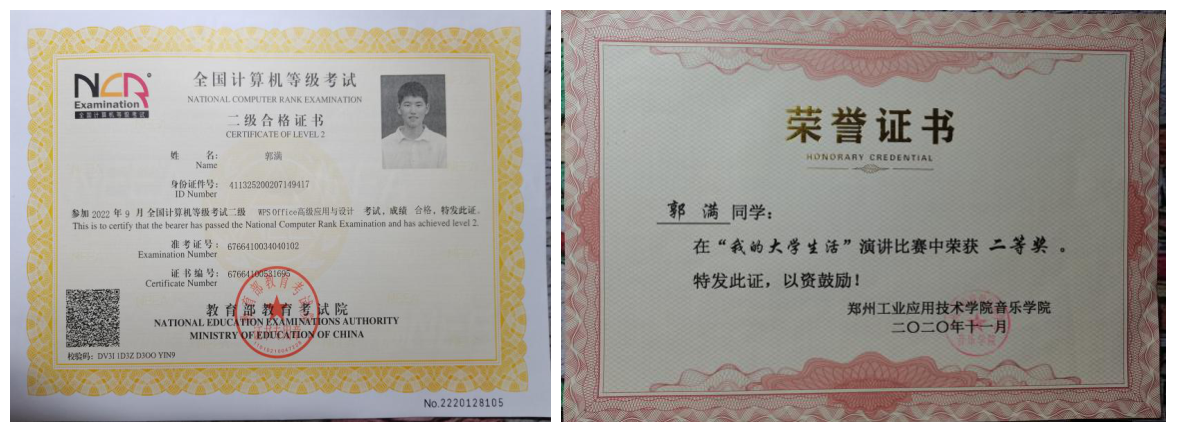 NCR
Examination
全国计算机等级考试
全国计算机等级考试
NATIONAL COMPUTER RANK EXAMINATION
二级合格证书
CERTIFICATE OF LEVEL 2
姓 名: 郭满
Name
身份证件号: 411325200207149417
ID Number
参加 2022 年 9 月 全国计算机等级考试二级 WPS Office高级应用与设计 考试，成绩 合格，特发此证。
This is to certify that the bearer has passed the National Computer Rank Examination and has achieved level 2.
准考证号: 6766410034040102
Examination Number
证书编号: 67664100531695
Certificate Number
教育部教育考试院
NATIONAL EDUCATION EXAMINATIONS AUTHORITY
MINISTRY OF EDUCATION OF CHINA
校验码: DV3I 1D3Z D3OO YIN9
No.2220128105
荣誉证书
HONORARY CREDENTIAL
郭 满 同学:
在“我的大学生活”演讲比赛中荣获 二等奖 。
特发此证，以资鼓励！
郑州工业应用技术学院音乐学院
二〇二〇年十一月